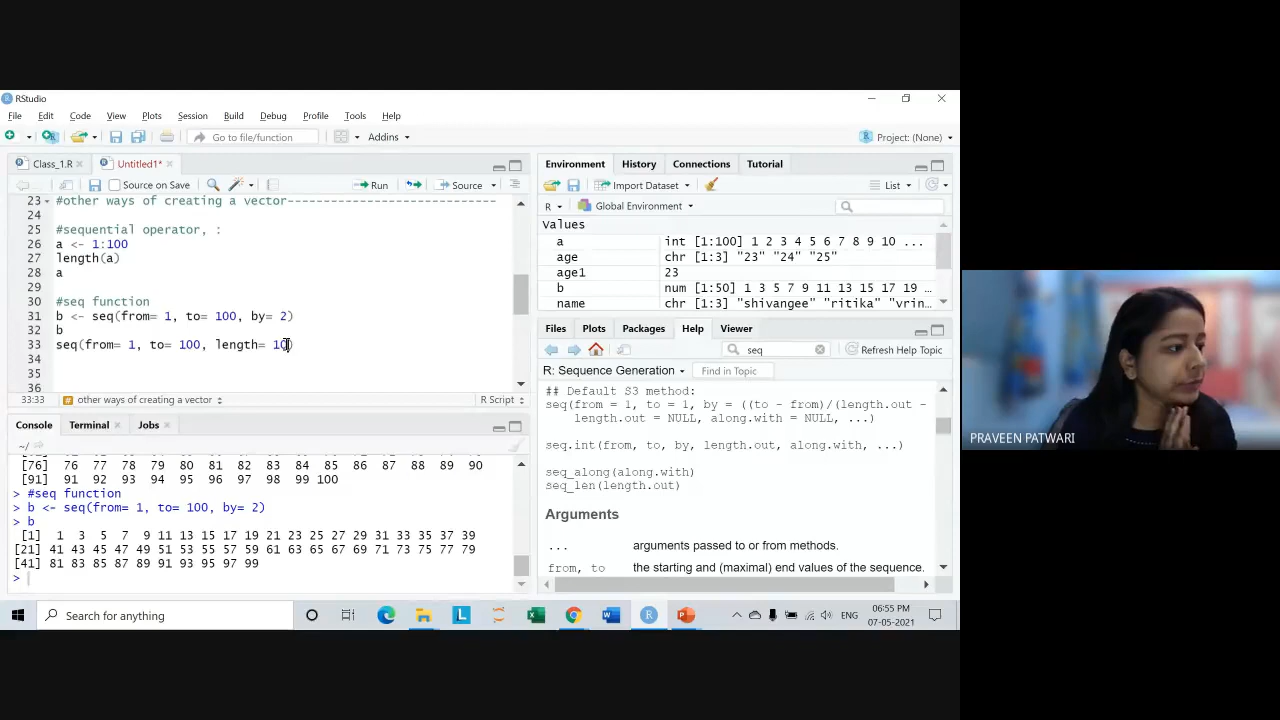 RStudio
File Edit Code View Plots Session Build Debug Profile Tools Help
Go to file/function Addins Project: (None)
Class_1.R Untitled1*
Source on Save Run Source
23 #other ways of creating a vector-----------------------------
24
25 #sequential operator, :
26 a <- 1:100
27 length(a)
28 a
29
30 #seq function
31 b <- seq(from= 1, to= 100, by= 2)
32 b
33 seq(from= 1, to= 100, length= 10)
34
35
36
33:33 # other ways of creating a vector R Script
Console Terminal Jobs
~/
[76] 76 77 78 79 80 81 82 83 84 85 86 87 88 89 90
[91] 91 92 93 94 95 96 97 98 99 100
> #seq function
> b <- seq(from= 1, to= 100, by= 2)
> b
[1] 1 3 5 7 9 11 13 15 17 19 21 23 25 27 29 31 33 35 37 39
[21] 41 43 45 47 49 51 53 55 57 59 61 63 65 67 69 71 73 75 77 79
[41] 81 83 85 87 89 91 93 95 97 99
>
Environment History Connections Tutorial
Import Dataset List
R Global Environment
Values
a int [1:100] 1 2 3 4 5 6 7 8 9 10 ...
age chr [1:3] "23" "24" "25"
age1 23
b num [1:50] 1 3 5 7 9 11 13 15 17 19 ...
name chr [1:3] "shivangee" "ritika" "vrin...
Files Plots Packages Help Viewer
seq Refresh Help Topic
R: Sequence Generation Find in Topic
## Default S3 method:
seq(from = 1, to = 1, by = ((to - from)/(length.out -
length.out = NULL, along.with = NULL, ...)
seq.int(from, to, by, length.out, along.with, ...)
seq_along(along.with)
seq_len(length.out)
Arguments
... arguments passed to or from methods.
from, to the starting and (maximal) end values of the sequence.
Search for anything
ENG
06:55 PM
07-05-2021
PRAVEEN PATWARI